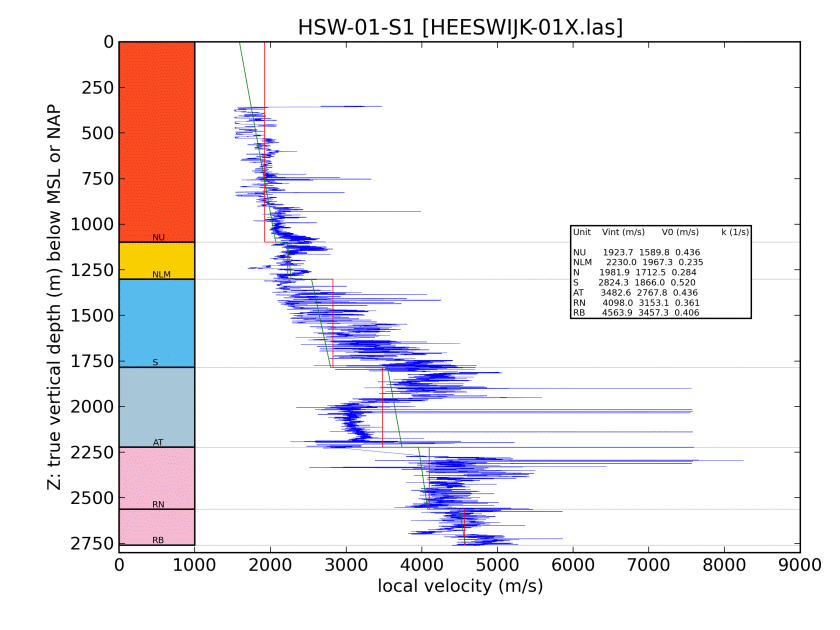 HSW-01-S1 [HEESWIJK-01X.las]
Z: true vertical depth (m) below MSL or NAP
0
250
500
750
1000
1250
1500
1750
2000
2250
2500
2750
NU
NLM
S
AT
RN
RB
Unit Vint (m/s) V0 (m/s) k (1/s)
NU 1923.7 1589.8 0.436
NLM 2230.0 1967.3 0.235
N 1981.9 1712.5 0.284
S 2824.3 1866.0 0.520
AT 3482.6 2767.8 0.436
RN 4098.0 3153.1 0.361
RB 4563.9 3457.3 0.406
0 1000 2000 3000 4000 5000 6000 7000 8000 9000
local velocity (m/s)